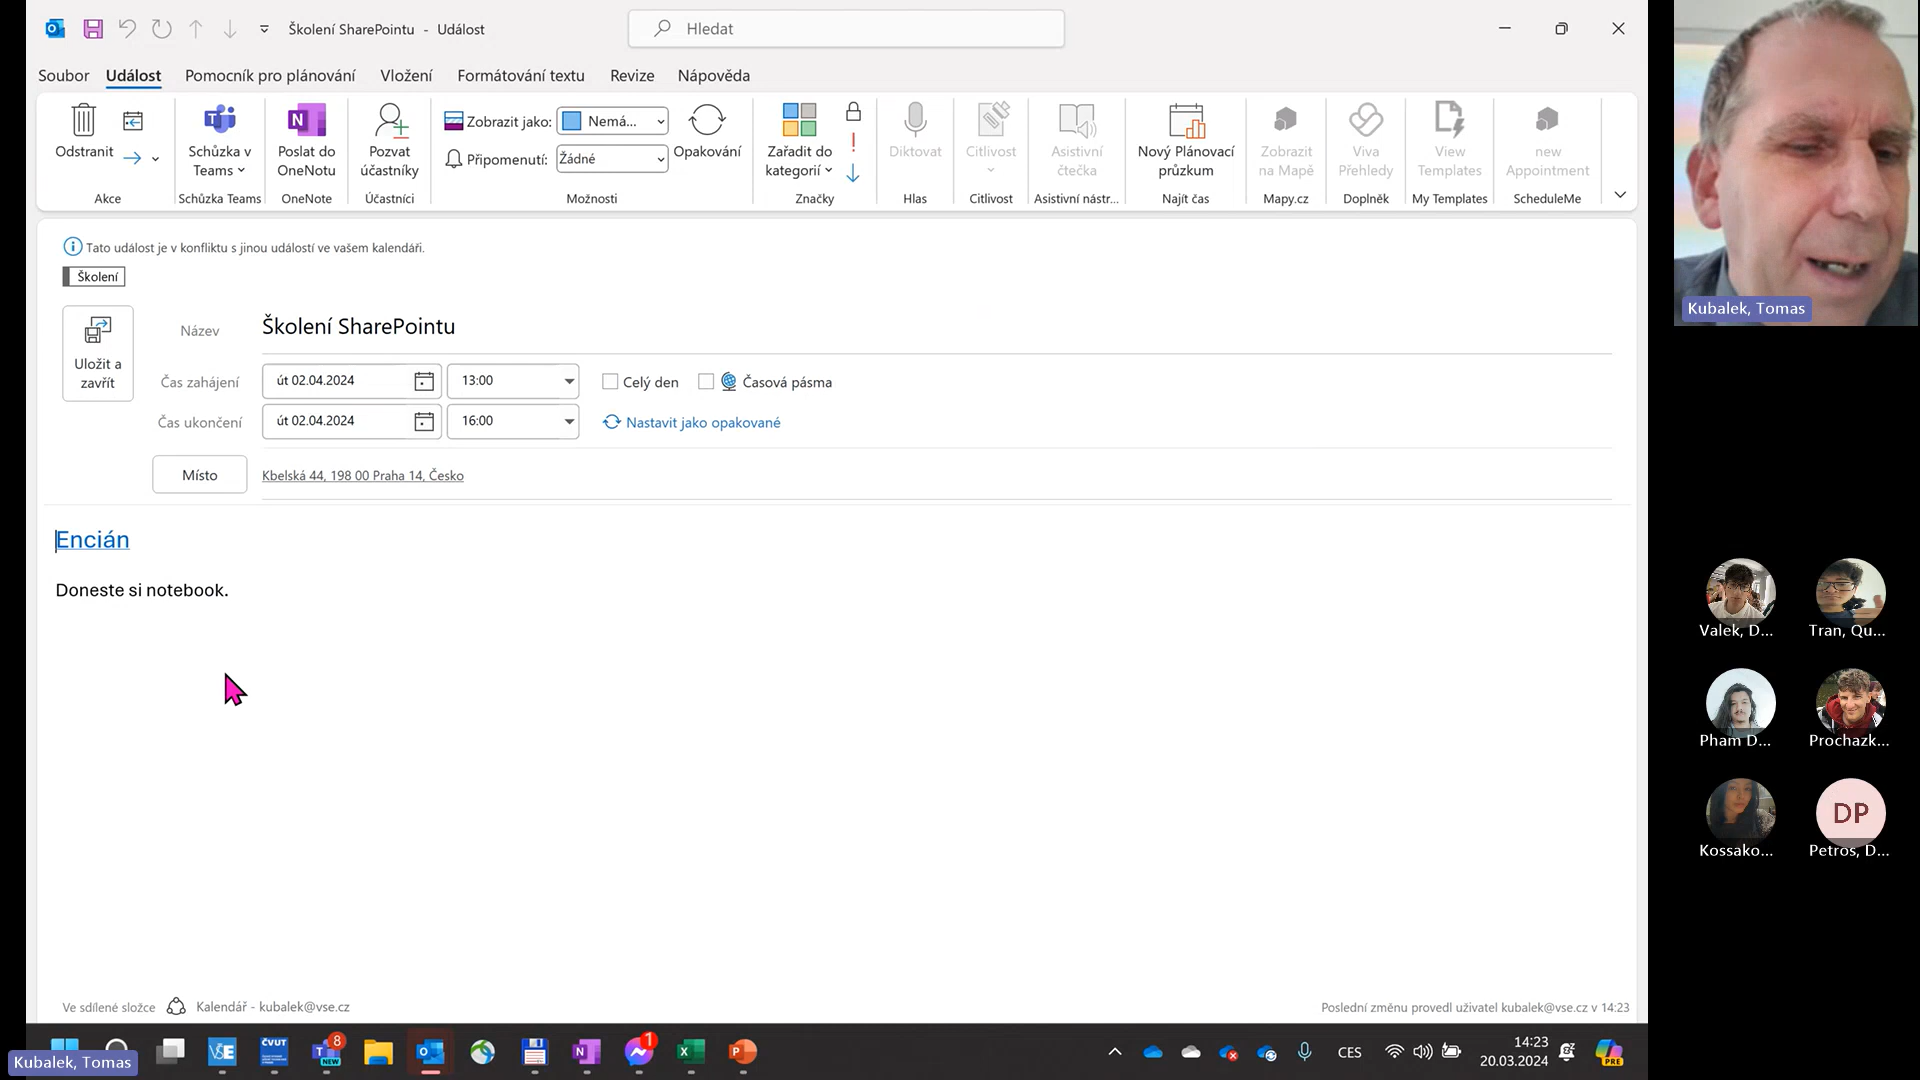 Školení SharePointu - Událost
Hledat
Soubor Událost Pomocník pro plánování Vložení Formátování textu Revize Nápověda
Odstranit
Schůzka v Teams
Poslat do OneNotu
Pozvat účastníky
Zobrazit jako: Nemá...
Připomenutí: Žádné
Opakování
Zařadit do kategorií
Diktovat
Citlivost
Asistivní čtečka
Nový Plánovací průzkum
Zobrazit na Mapě
Viva Přehledy
View Templates
new Appointment
Akce Schůzka Teams OneNote Účastníci Možnosti Značky Hlas Citlivost Asistivní nástr... Najít čas Mapy.cz Doplněk My Templates ScheduleMe
Tato událost je v konfliktu s jinou událostí ve vašem kalendáři.
Školení
Uložit a zavřít
Název Školení SharePointu
Čas zahájení út 02.04.2024 13:00 Celý den Časová pásma
Čas ukončení út 02.04.2024 16:00 Nastavit jako opakované
Místo Kbelská 44, 198 00 Praha 14, Česko
Encián
Doneste si notebook.
Ve sdílené složce Kalendář - kubalek@vse.cz
Poslední změnu provedl uživatel kubalek@vse.cz v 14:23
Kubalek, Tomas
VŠE
ČVUT
8
NEW
1
CES
14:23
20.03.2024
PRE
Kubalek, Tomas
Valek, D... Tran, Qu...
Pham D... Prochazk...
DP
Kossako... Petros, D...